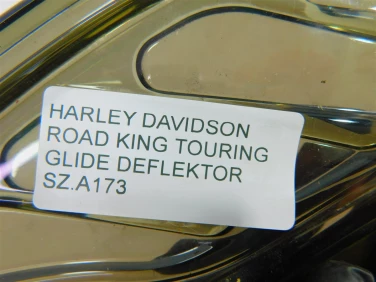 HARLEY DAVIDSON
ROAD KING TOURING
GLIDE DEFLEKTOR
SZ.A173